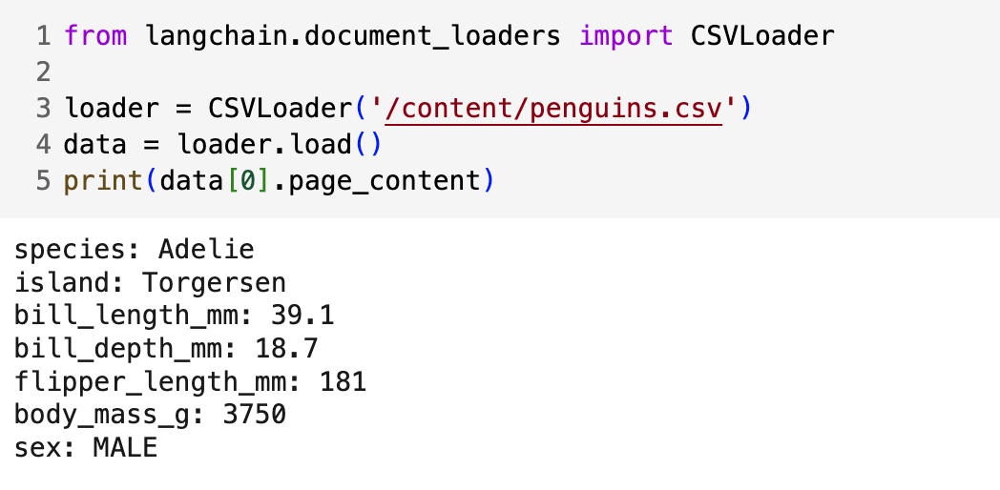 1 from langchain.document_loaders import CSVLoader
2
3 loader = CSVLoader('/content/penguins.csv')
4 data = loader.load()
5 print(data[0].page_content)
species: Adelie
island: Torgersen
bill_length_mm: 39.1
bill_depth_mm: 18.7
flipper_length_mm: 181
body_mass_g: 3750
sex: MALE